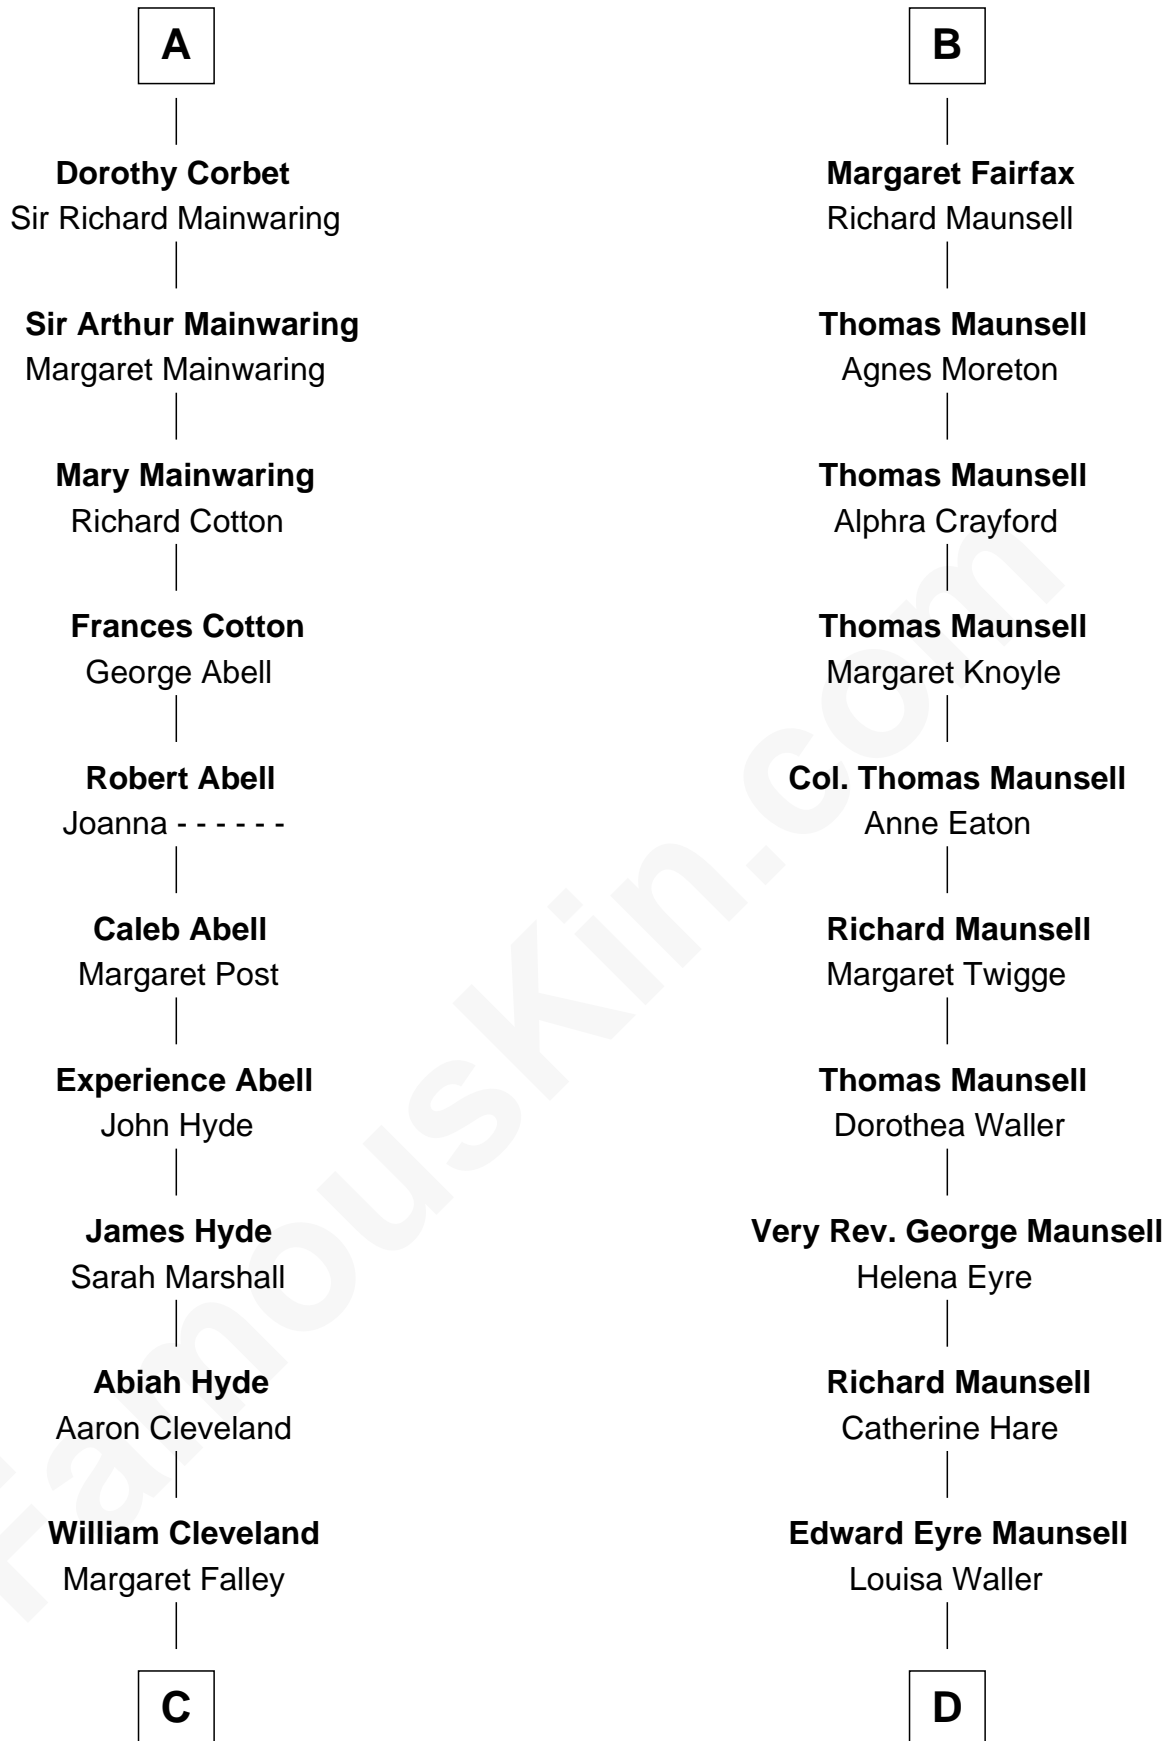 A
Dorothy Corbet
Sir Richard Mainwaring
Sir Arthur Mainwaring
Margaret Mainwaring
Mary Mainwaring
Richard Cotton
Frances Cotton
George Abell
Robert Abell
Joanna - - - - - -
Caleb Abell
Margaret Post
Experience Abell
John Hyde
James Hyde
Sarah Marshall
Abiah Hyde
Aaron Cleveland
William Cleveland
Margaret Falley
C
B
Margaret Fairfax
Richard Maunsell
Thomas Maunsell
Agnes Moreton
Thomas Maunsell
Alphra Crayford
Thomas Maunsell
Margaret Knoyle
Col. Thomas Maunsell
Anne Eaton
Richard Maunsell
Margaret Twigge
Thomas Maunsell
Dorothea Waller
Very Rev. George Maunsell
Helena Eyre
Richard Maunsell
Catherine Hare
Edward Eyre Maunsell
Louisa Waller
D
FamousKin.com